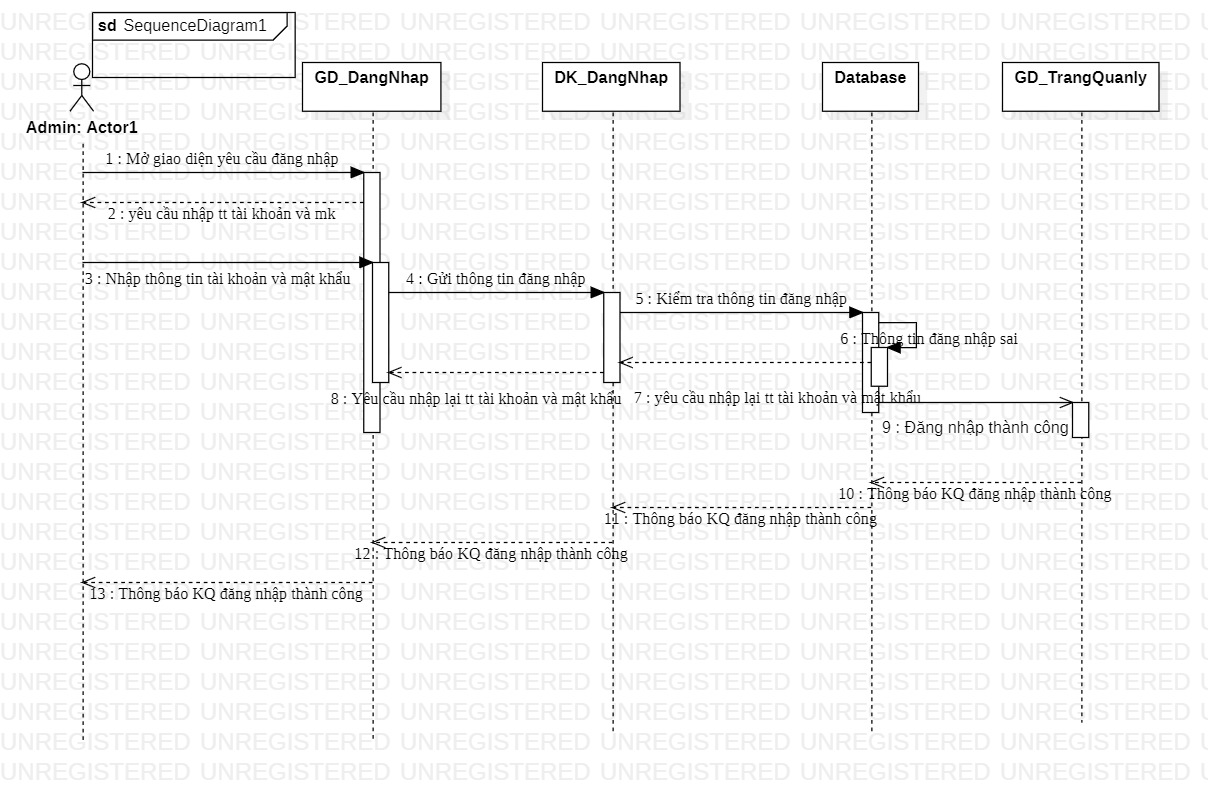 sd SequenceDiagram1
GD_DangNhap
DK_DangNhap
Database
GD_TrangQuanly
Admin: Actor1
1 : Mở giao diện yêu cầu đăng nhập
2 : yêu cầu nhập tt tài khoản và mk
3 : Nhập thông tin tài khoản và mật khẩu
4 : Gửi thông tin đăng nhập
5 : Kiểm tra thông tin đăng nhập
6 : Thông tin đăng nhập sai
7 : yêu cầu nhập lại tt tài khoản và mật khẩu
8 : Yêu cầu nhập lại tt tài khoản và mật khẩu
9 : Đăng nhập thành công
10 : Thông báo KQ đăng nhập thành công
11 : Thông báo KQ đăng nhập thành công
12 : Thông báo KQ đăng nhập thành công
13 : Thông báo KQ đăng nhập thành công
UNREGISTERED